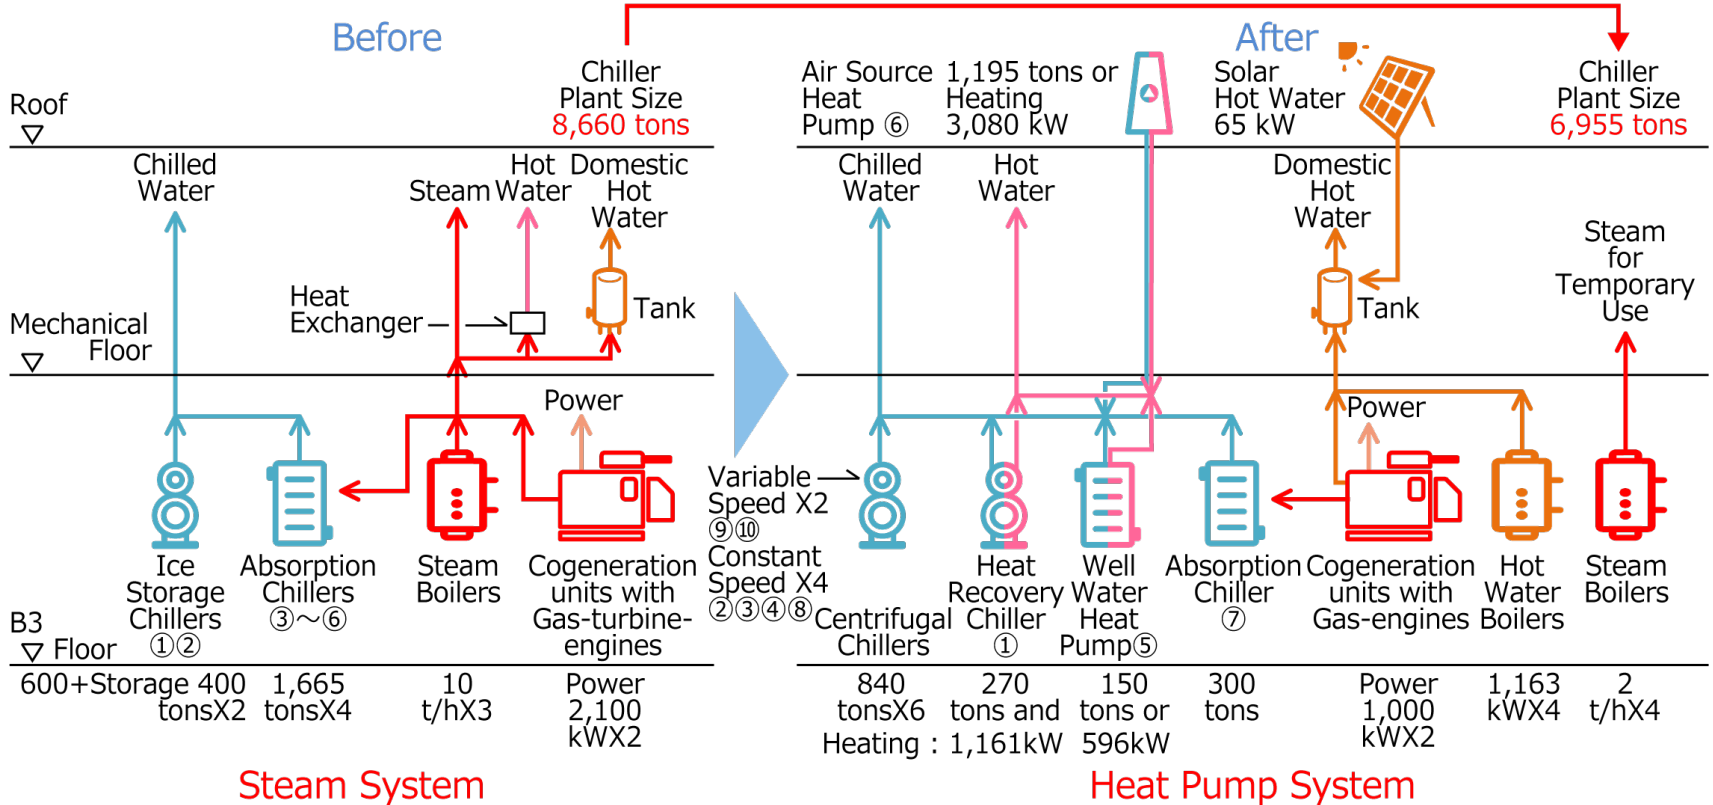 Before
After
Chiller
Plant Size
8,660 tons
Air Source
Heat
Pump ⑥
1,195 tons or
Heating
3,080 kW
Solar
Hot Water
65 kW
Chiller
Plant Size
6,955 tons
Roof
Chilled
Water
Steam
Hot
Water
Domestic
Hot
Water
Heat
Exchanger
Tank
Mechanical
Floor
Power
Ice
Storage
Chillers
①②
Absorption
Chillers
③～⑥
Steam
Boilers
Cogeneration
units with
Gas-turbine-
engines
B3
Floor
600+Storage 400
tonsX2
1,665
tonsX4
10
t/hX3
Power
2,100
kWX2
Steam System
Chilled
Water
Hot
Water
Domestic
Hot
Water
Tank
Steam
for
Temporary
Use
Power
Variable
Speed X2
⑨⑩
Constant
Speed X4
②③④⑧
Centrifugal
Chillers
Heat
Recovery
Chiller
①
Well
Water
Heat
Pump⑤
Absorption
Chiller
⑦
Cogeneration
units with
Gas-engines
Hot
Water
Boilers
Steam
Boilers
840
tonsX6
270
tons and
150
tons or
300
tons
Power
1,000
kWX2
1,163
kWX4
2
t/hX4
Heating : 1,161kW 596kW
Heat Pump System